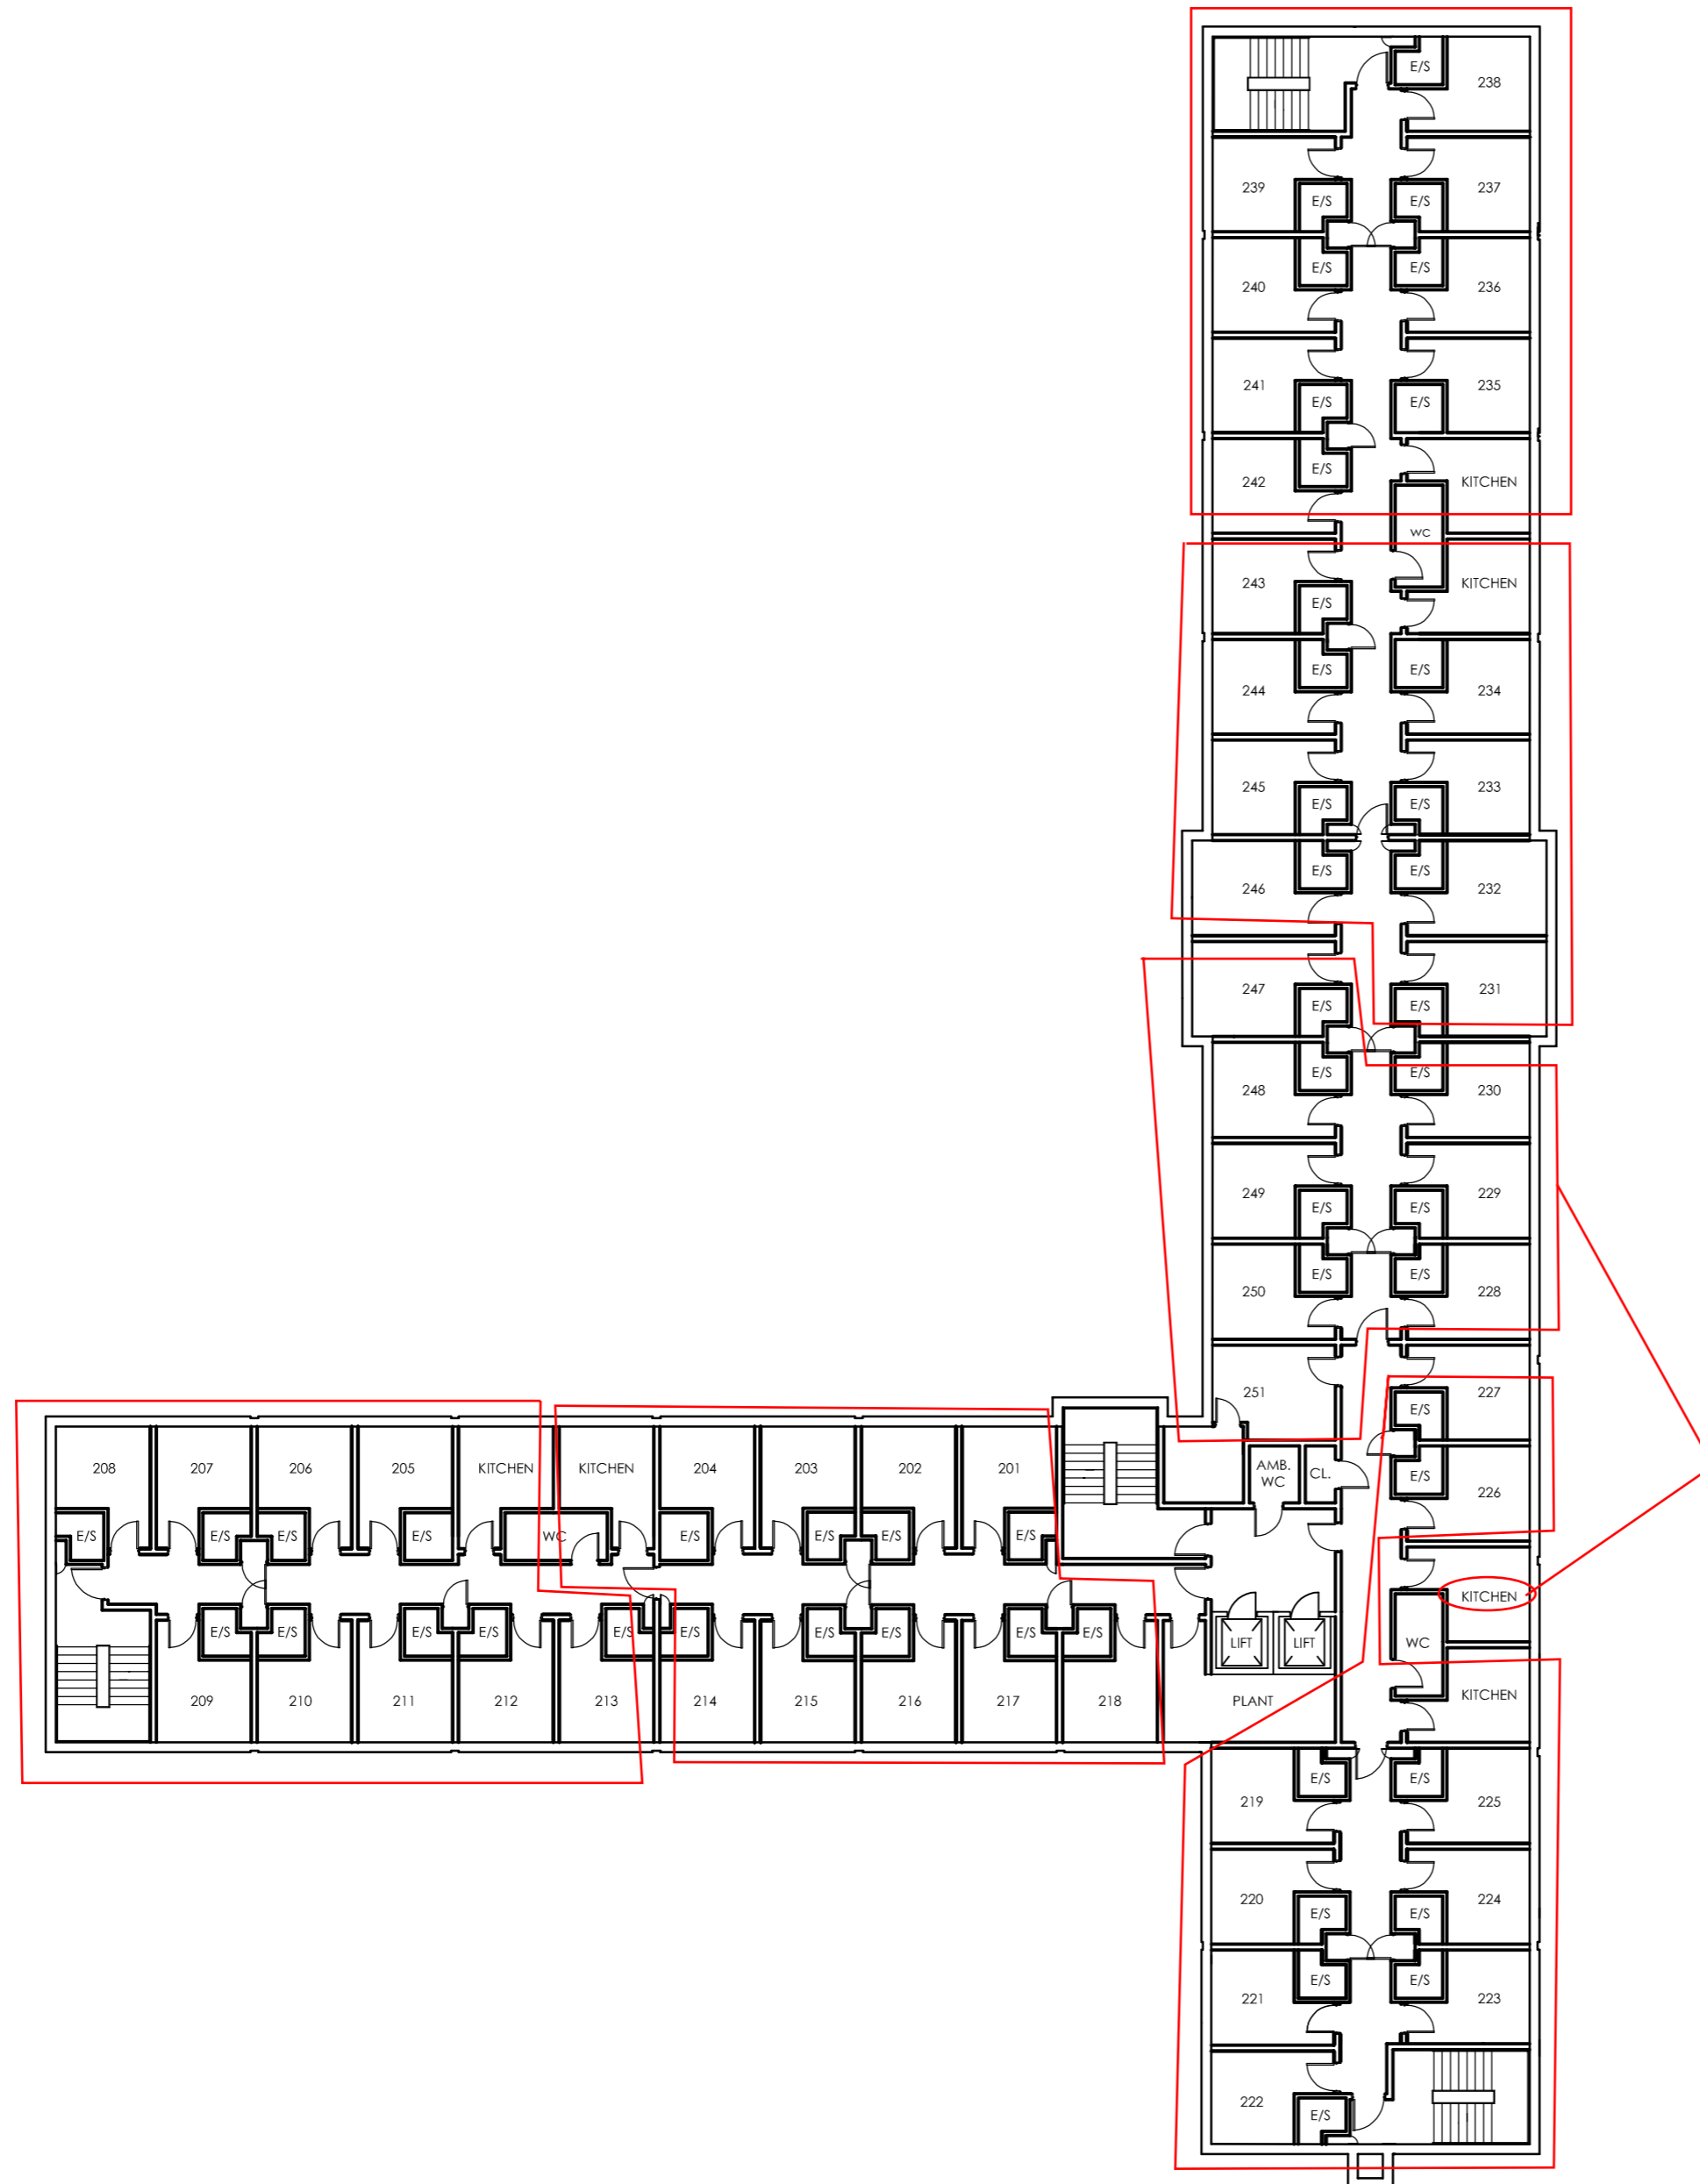 E/S
238
239
E/S
E/S
237
240
E/S
E/S
236
241
E/S
E/S
235
242
E/S
KITCHEN
WC
243
E/S
KITCHEN
244
E/S
E/S
234
245
E/S
E/S
233
246
E/S
E/S
232
247
E/S
E/S
231
248
E/S
E/S
230
249
E/S
E/S
229
250
E/S
E/S
228
251
E/S
227
E/S
226
AMB.
WC
CL.
208
207
206
205
KITCHEN
KITCHEN
204
203
202
201
E/S
E/S
E/S
E/S
WC
E/S
E/S
E/S
E/S
KITCHEN
E/S
E/S
E/S
E/S
E/S
E/S
E/S
E/S
E/S
E/S
LIFT
LIFT
WC
209
210
211
212
213
214
215
216
217
218
PLANT
KITCHEN
219
E/S
E/S
225
220
E/S
E/S
224
221
E/S
E/S
223
222
E/S